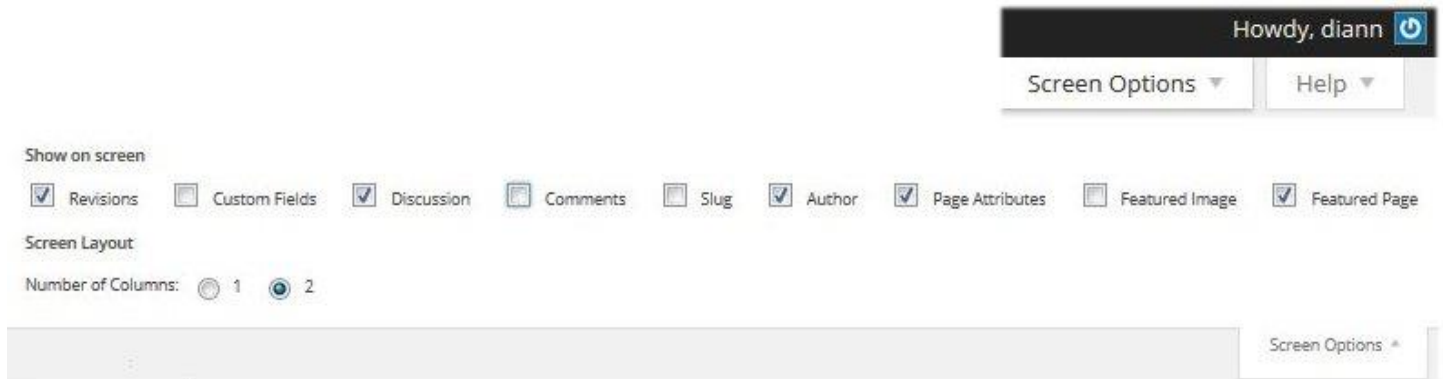 Howdy, diann
Screen Options Help
Show on screen
Revisions Custom Fields Discussion Comments Slug Author Page Attributes Featured Image Featured Page
Screen Layout
Number of Columns: 1 2
Screen Options